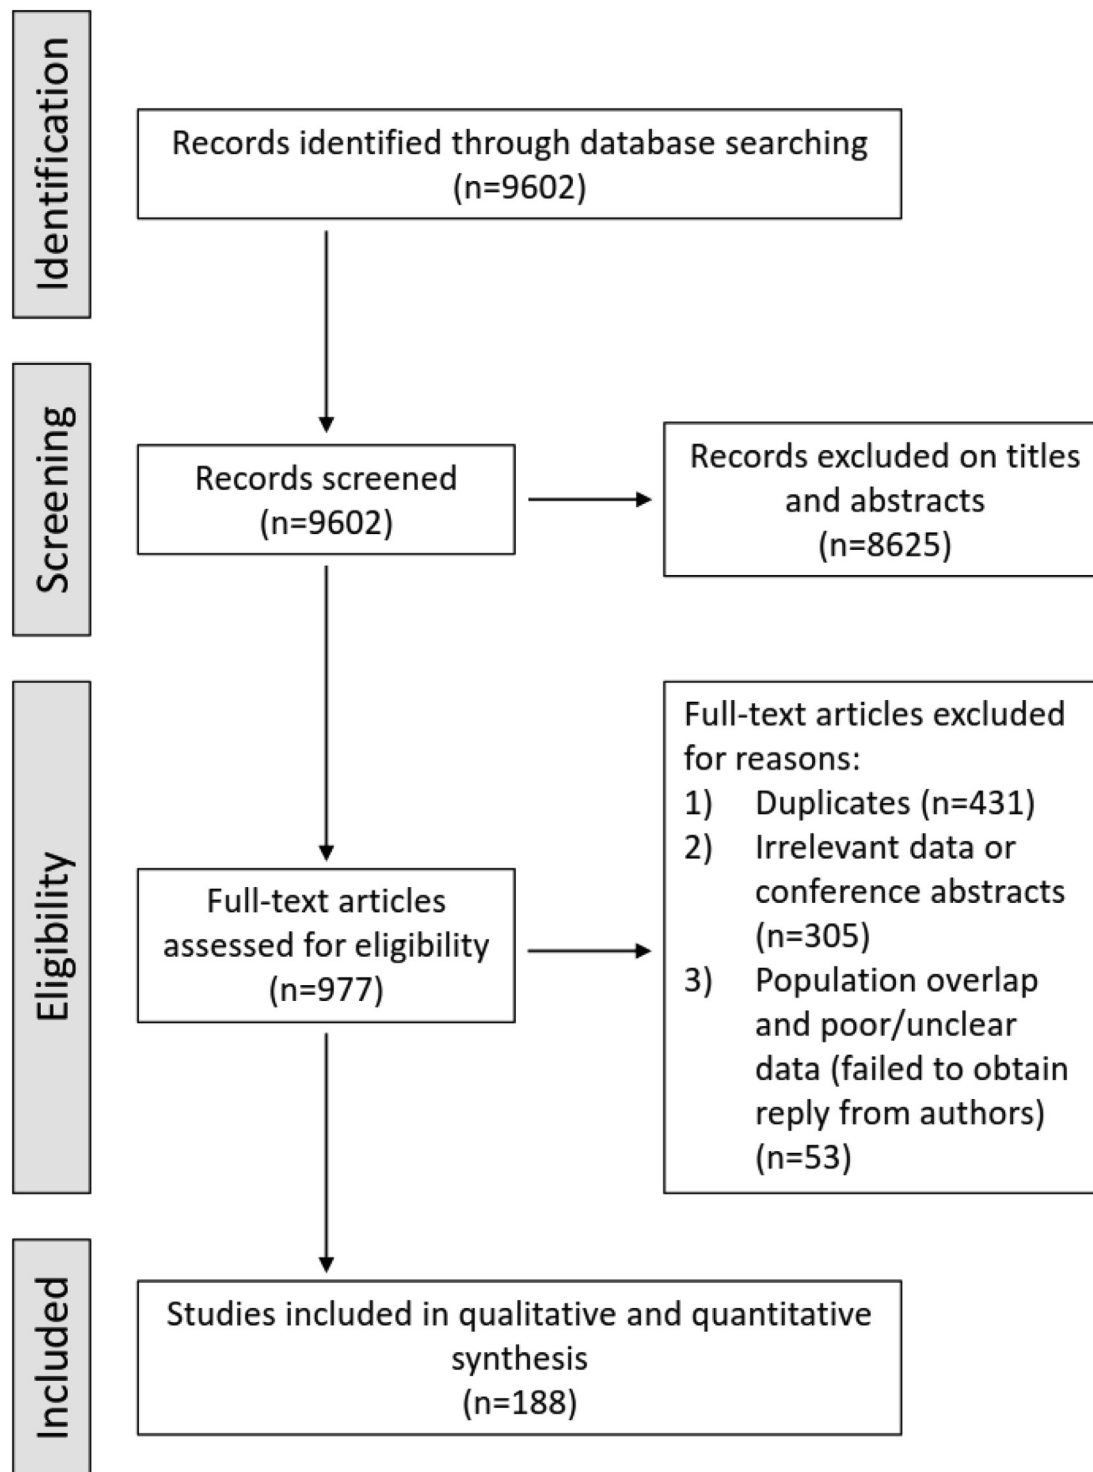 Identification
Records identified through database searching
(n=9602)
Screening
Records screened
(n=9602)
Records excluded on titles
and abstracts
(n=8625)
Eligibility
Full-text articles
assessed for eligibility
(n=977)
Full-text articles excluded
for reasons:
1) Duplicates (n=431)
2) Irrelevant data or
conference abstracts
(n=305)
3) Population overlap
and poor/unclear
data (failed to obtain
reply from authors)
(n=53)
Included
Studies included in qualitative and quantitative
synthesis
(n=188)